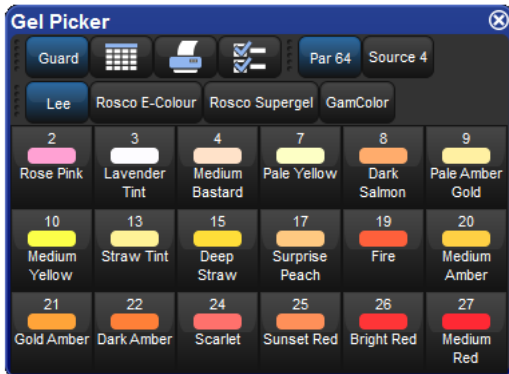 Gel Picker
Guard
Par 64
Source 4
Lee
Rosco E-Colour
Rosco Supergel
GamColor
2
Rose Pink
3
Lavender
Tint
4
Medium
Bastard
7
Pale Yellow
8
Dark
Salmon
9
Pale Amber
Gold
10
Medium
Yellow
13
Straw Tint
15
Deep
Straw
17
Surprise
Peach
19
Fire
20
Medium
Amber
21
Gold Amber
22
Dark Amber
24
Scarlet
25
Sunset Red
26
Bright Red
27
Medium
Red